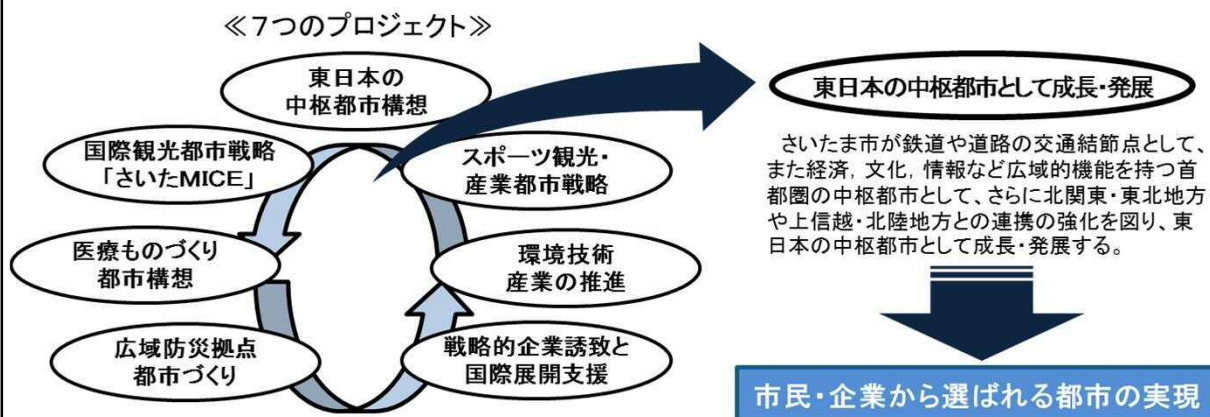 ≪7つのプロジェクト≫
東日本の
中枢都市構想
国際観光都市戦略
「さいたMICE」
スポーツ観光・
産業都市戦略
医療ものづくり
都市構想
環境技術
産業の推進
広域防災拠点
都市づくり
戦略的企業誘致と
国際展開支援
東日本の中枢都市として成長・発展
さいたま市が鉄道や道路の交通結節点として、
また経済，文化，情報など広域的機能を持つ首
都圏の中枢都市として、さらに北関東・東北地方
や上信越・北陸地方との連携の強化を図り、東
日本の中枢都市として成長・発展する。
市民・企業から選ばれる都市の実現